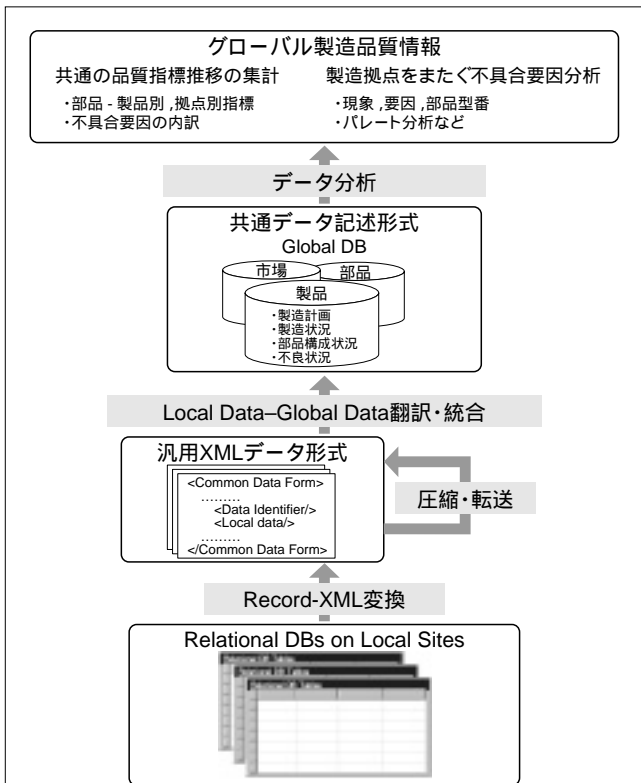 グローバル製造品質情報
共通の品質指標推移の集計
・部品 - 製品別 ,拠点別指標
・不具合要因の内訳
製造拠点をまたぐ不具合要因分析
・現象 ,要因 ,部品型番
・パレート分析など
データ分析
共通データ記述形式
Global DB
市場
部品
製品
・製造計画
・製造状況
・部品構成状況
・不良状況
Local Data–Global Data翻訳・統合
汎用XMLデータ形式
<Common Data Form>
.........
<Data Identifier/>
<Local data/>
.........
</Common Data Form>
圧縮・転送
Record-XML変換
Relational DBs on Local Sites